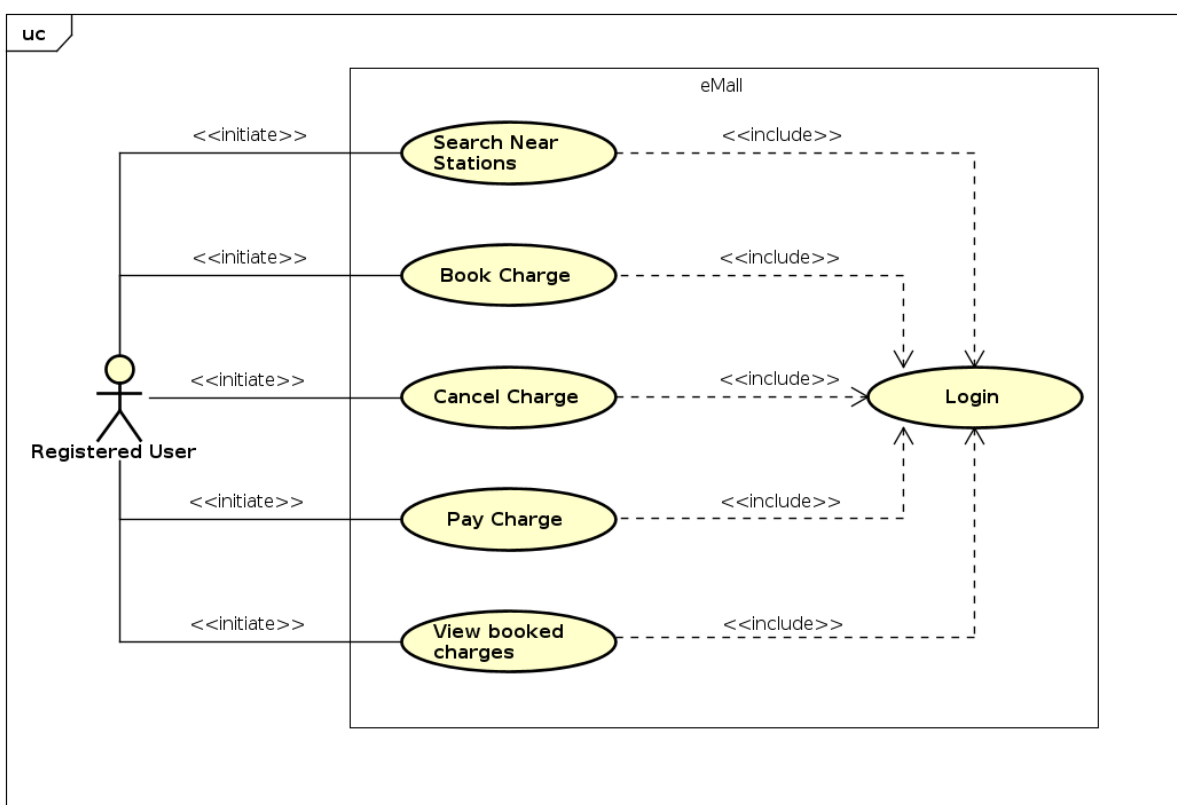 uc
eMall
<<initiate>>
<<include>>
Search Near
Stations
<<initiate>>
<<include>>
Book Charge
<<initiate>>
<<include>>
Cancel Charge
Login
Registered User
<<initiate>>
<<include>>
Pay Charge
<<initiate>>
<<include>>
View booked
charges